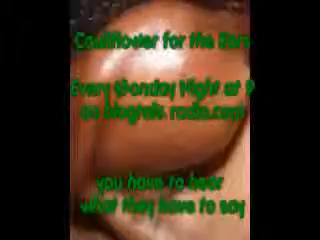 Cauliflower for the Ears
Every Monday Night at 9
on blogtalk radio.com
you have to hear
what they have to say